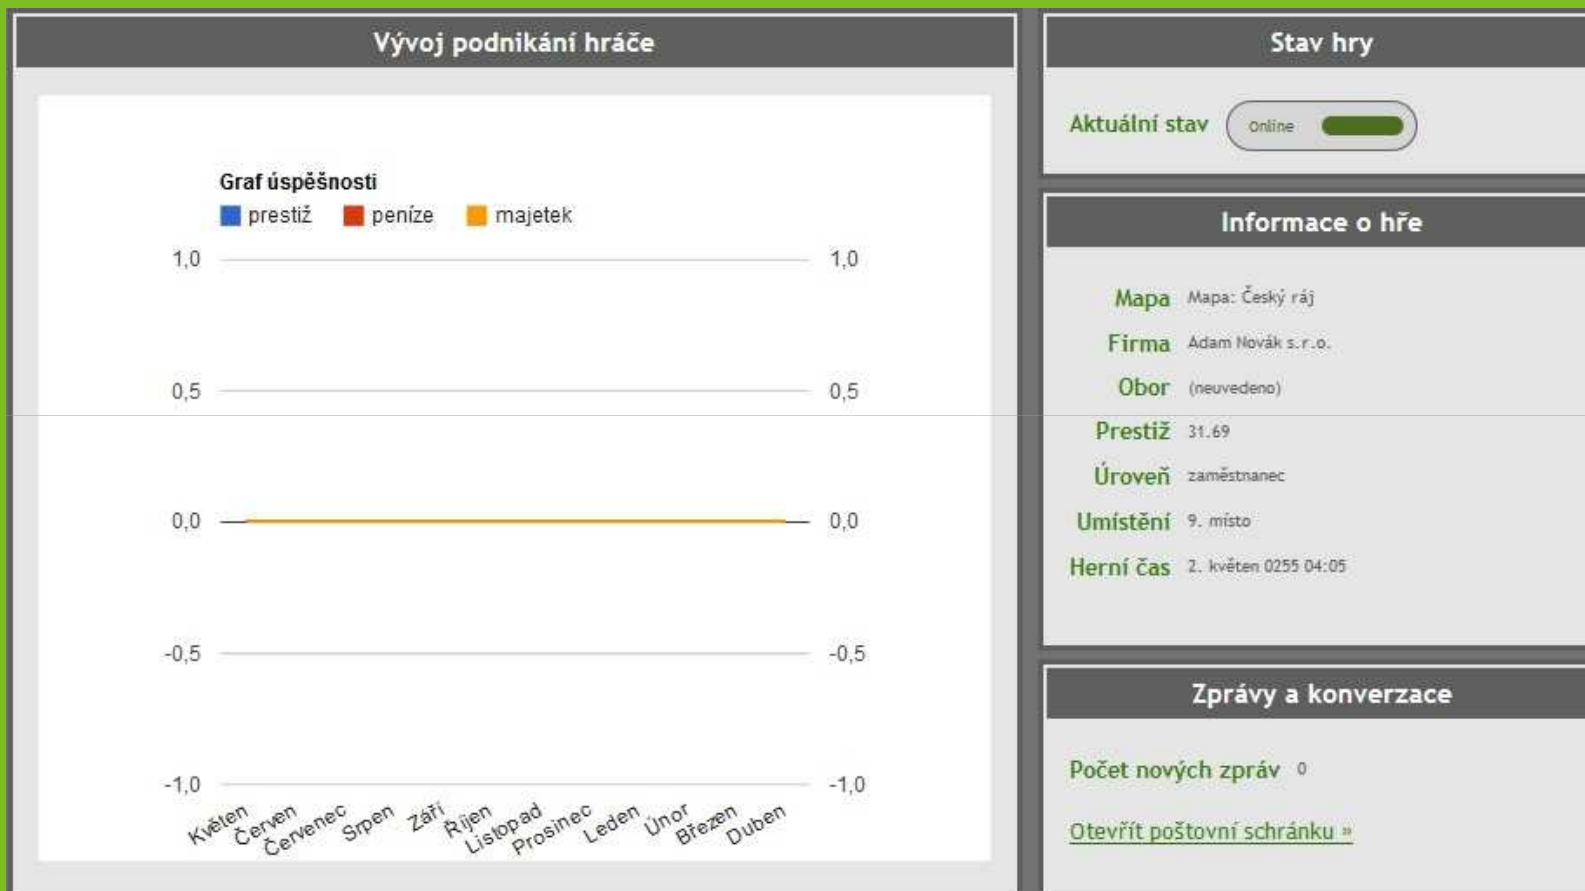 Vývoj podnikání hráče
Graf úspěšnosti
prestiž peníze majetek
1,0 1,0
0,5 0,5
0,0 0,0
-0,5 -0,5
-1,0 -1,0
Květen Červen Červenec Srpen Září Říjen Listopad Prosinec Leden Únor Březen Duben
Stav hry
Aktuální stav Online
Informace o hře
Mapa Mapa: Český ráj
Firma Adam Novák s.r.o.
Obor (neuvedeno)
Prestiž 31.69
Úroveň zaměstnanec
Umístění 9. místo
Herní čas 2. květen 0255 04:05
Zprávy a konverzace
Počet nových zpráv 0
Otevřít poštovní schránku »